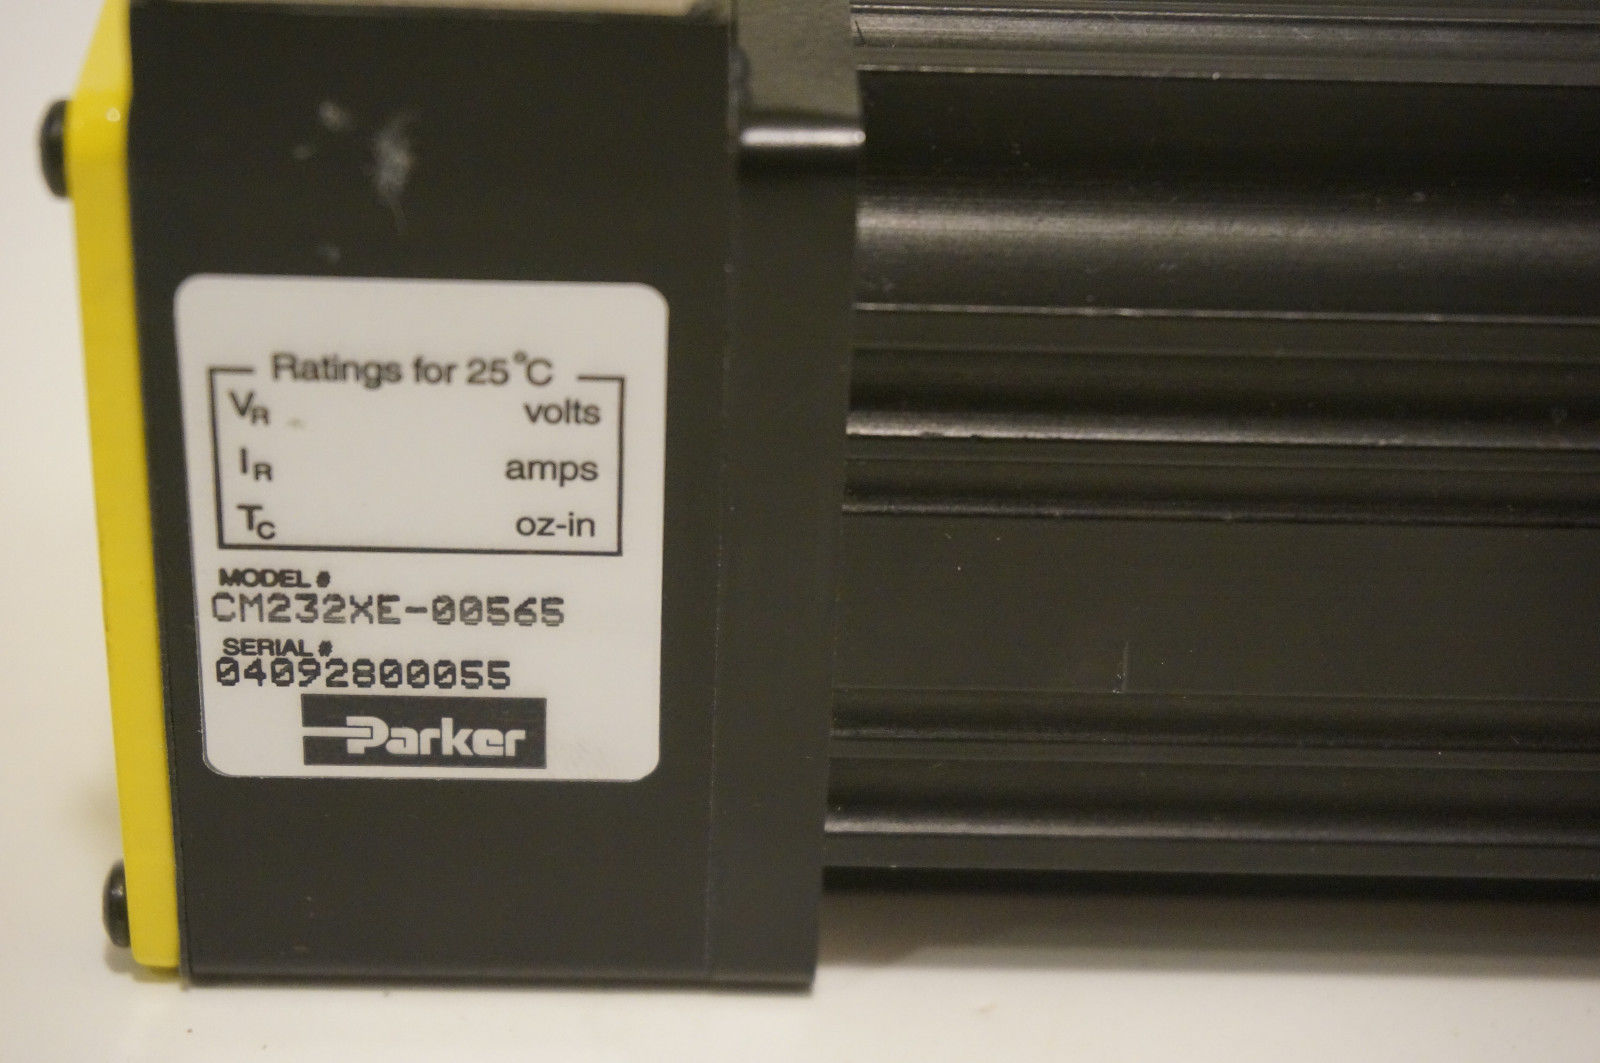 Ratings for 25°C
VR volts
IR amps
TC oz-in
MODEL #
CM232XE-00565
SERIAL #
04092800055
Parker